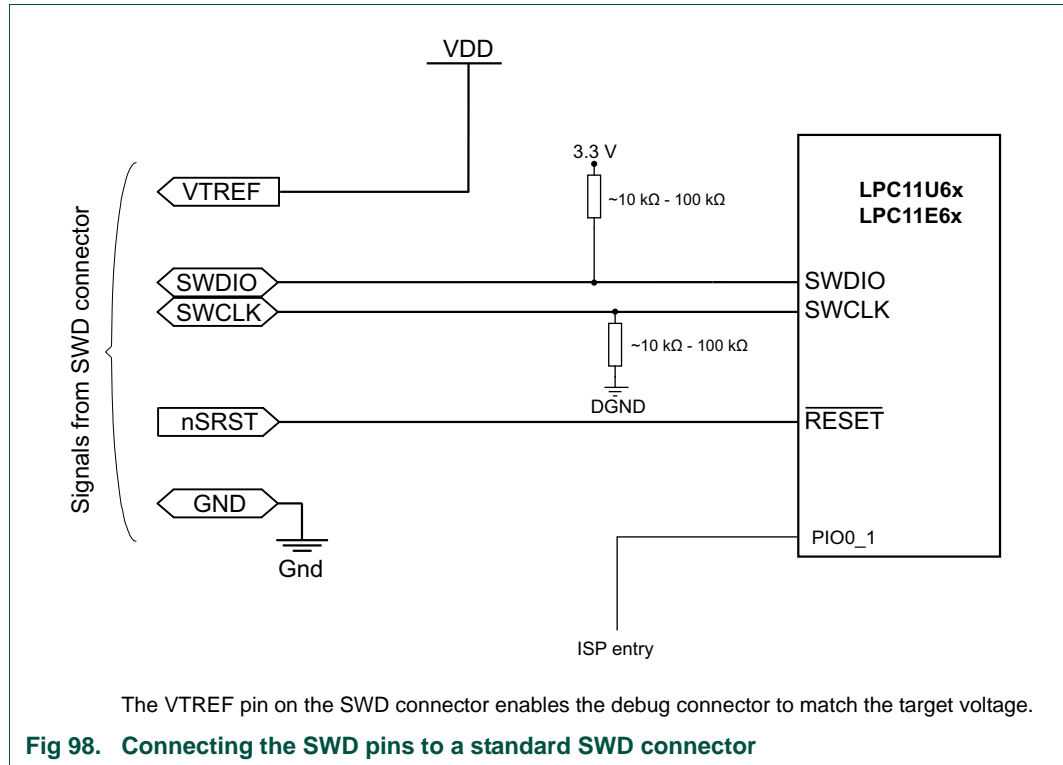 VDD
3.3 V
~10 kΩ - 100 kΩ
LPC11U6x
LPC11E6x
Signals from SWD connector
VTREF
SWDIO
SWDIO
SWCLK
SWCLK
~10 kΩ - 100 kΩ
DGND
nSRST
RESET
GND
Gnd
PIO0_1
ISP entry
The VTREF pin on the SWD connector enables the debug connector to match the target voltage.
Fig 98. Connecting the SWD pins to a standard SWD connector